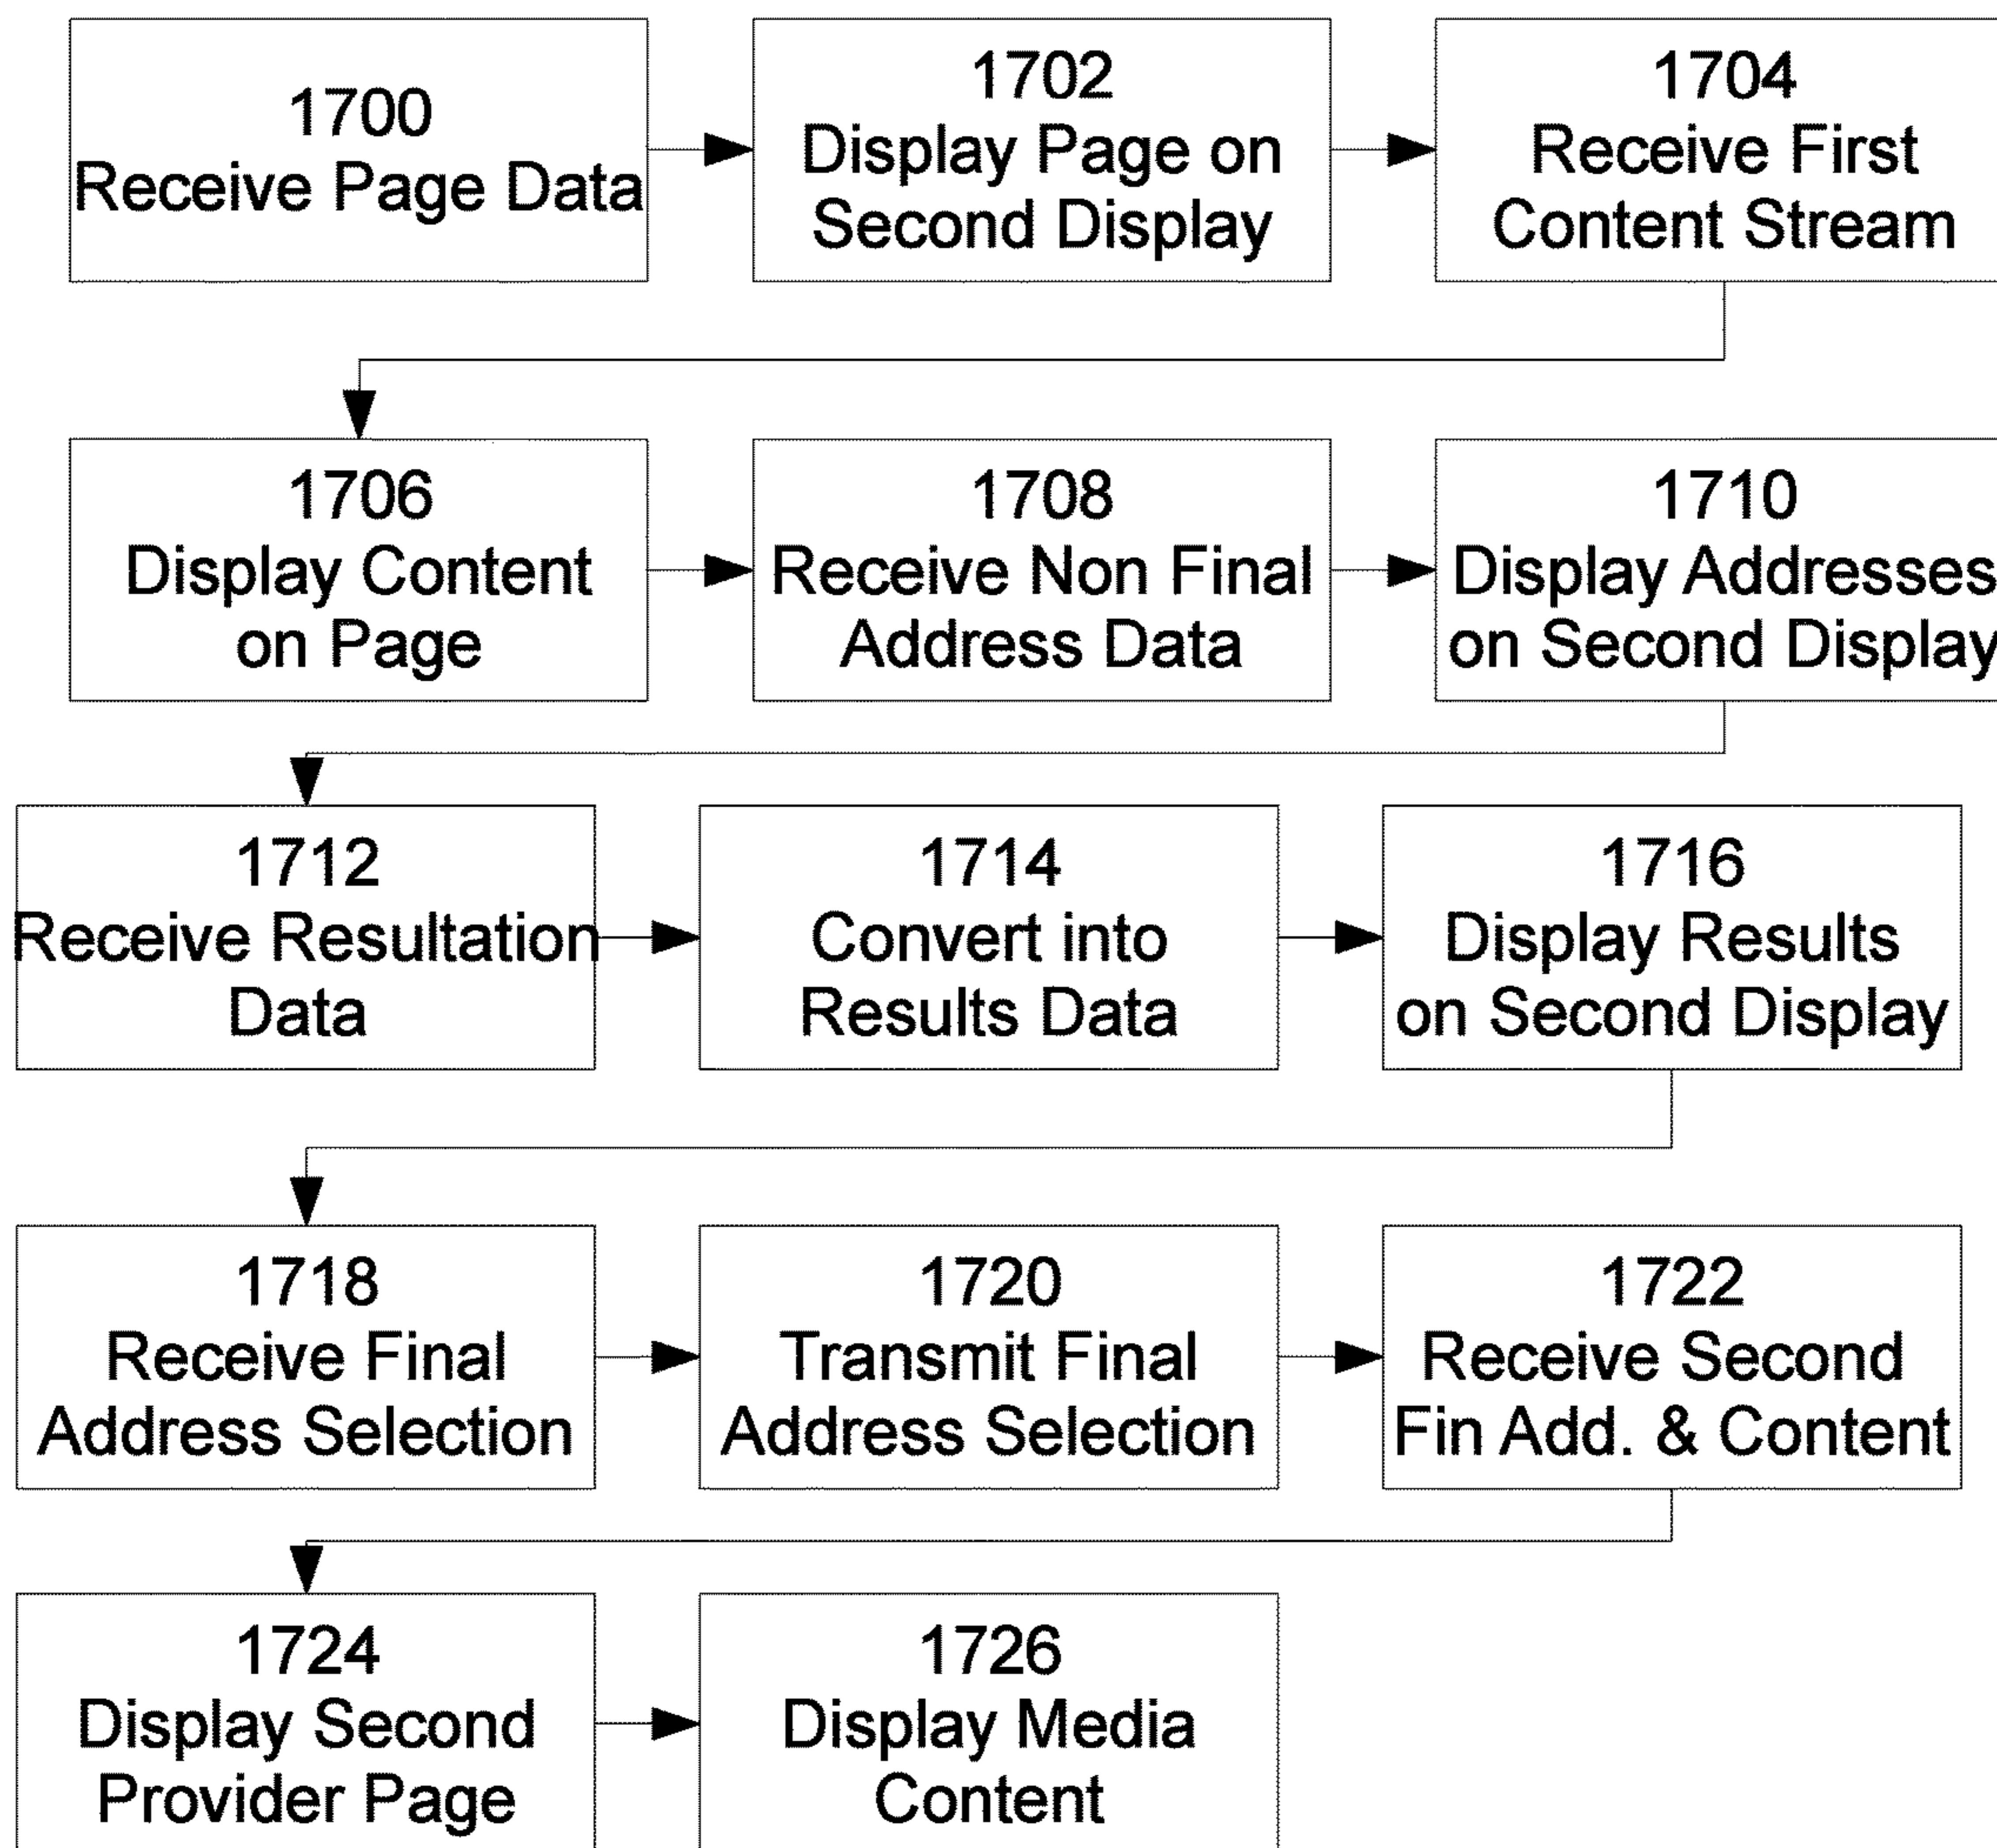 1700
Receive Page Data
1702
Display Page on
Second Display
1704
Receive First
Content Stream
1706
Display Content
on Page
1708
Receive Non Final
Address Data
1710
Display Addresses
on Second Display
1712
Receive Resultation
Data
1714
Convert into
Results Data
1716
Display Results
on Second Display
1718
Receive Final
Address Selection
1720
Transmit Final
Address Selection
1722
Receive Second
Fin Add. & Content
1724
Display Second
Provider Page
1726
Display Media
Content